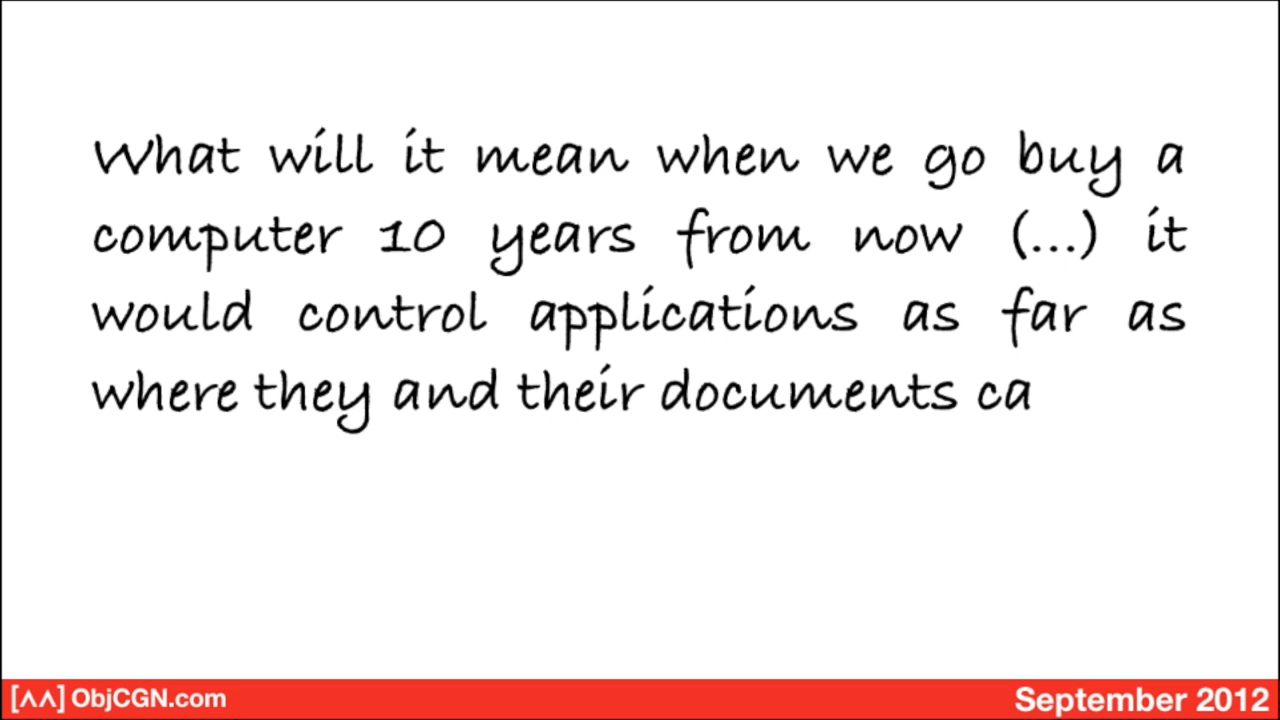 What will it mean when we go buy a
computer 10 years from now (...) it
would control applications as far as
where they and their documents ca
[^^] ObjCGN.com
September 2012